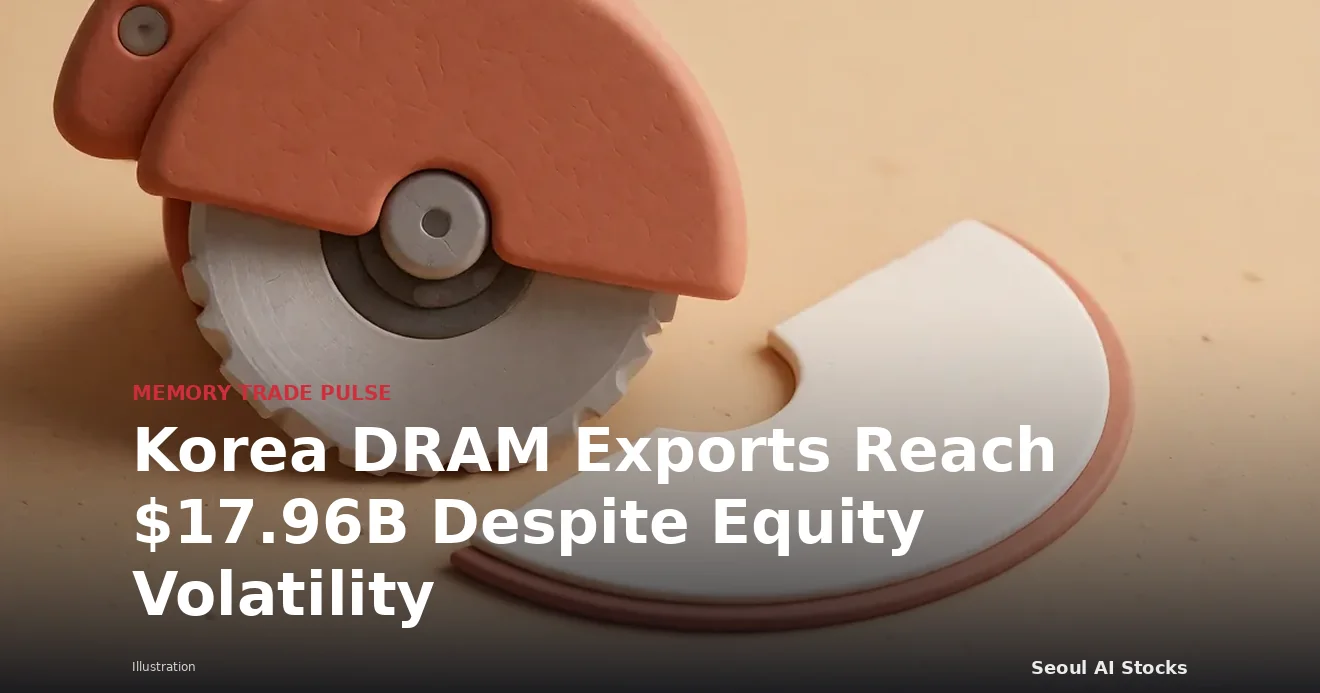 MEMORY TRADE PULSE
Korea DRAM Exports Reach
$17.96B Despite Equity
Volatility
Illustration
Seoul AI Stocks